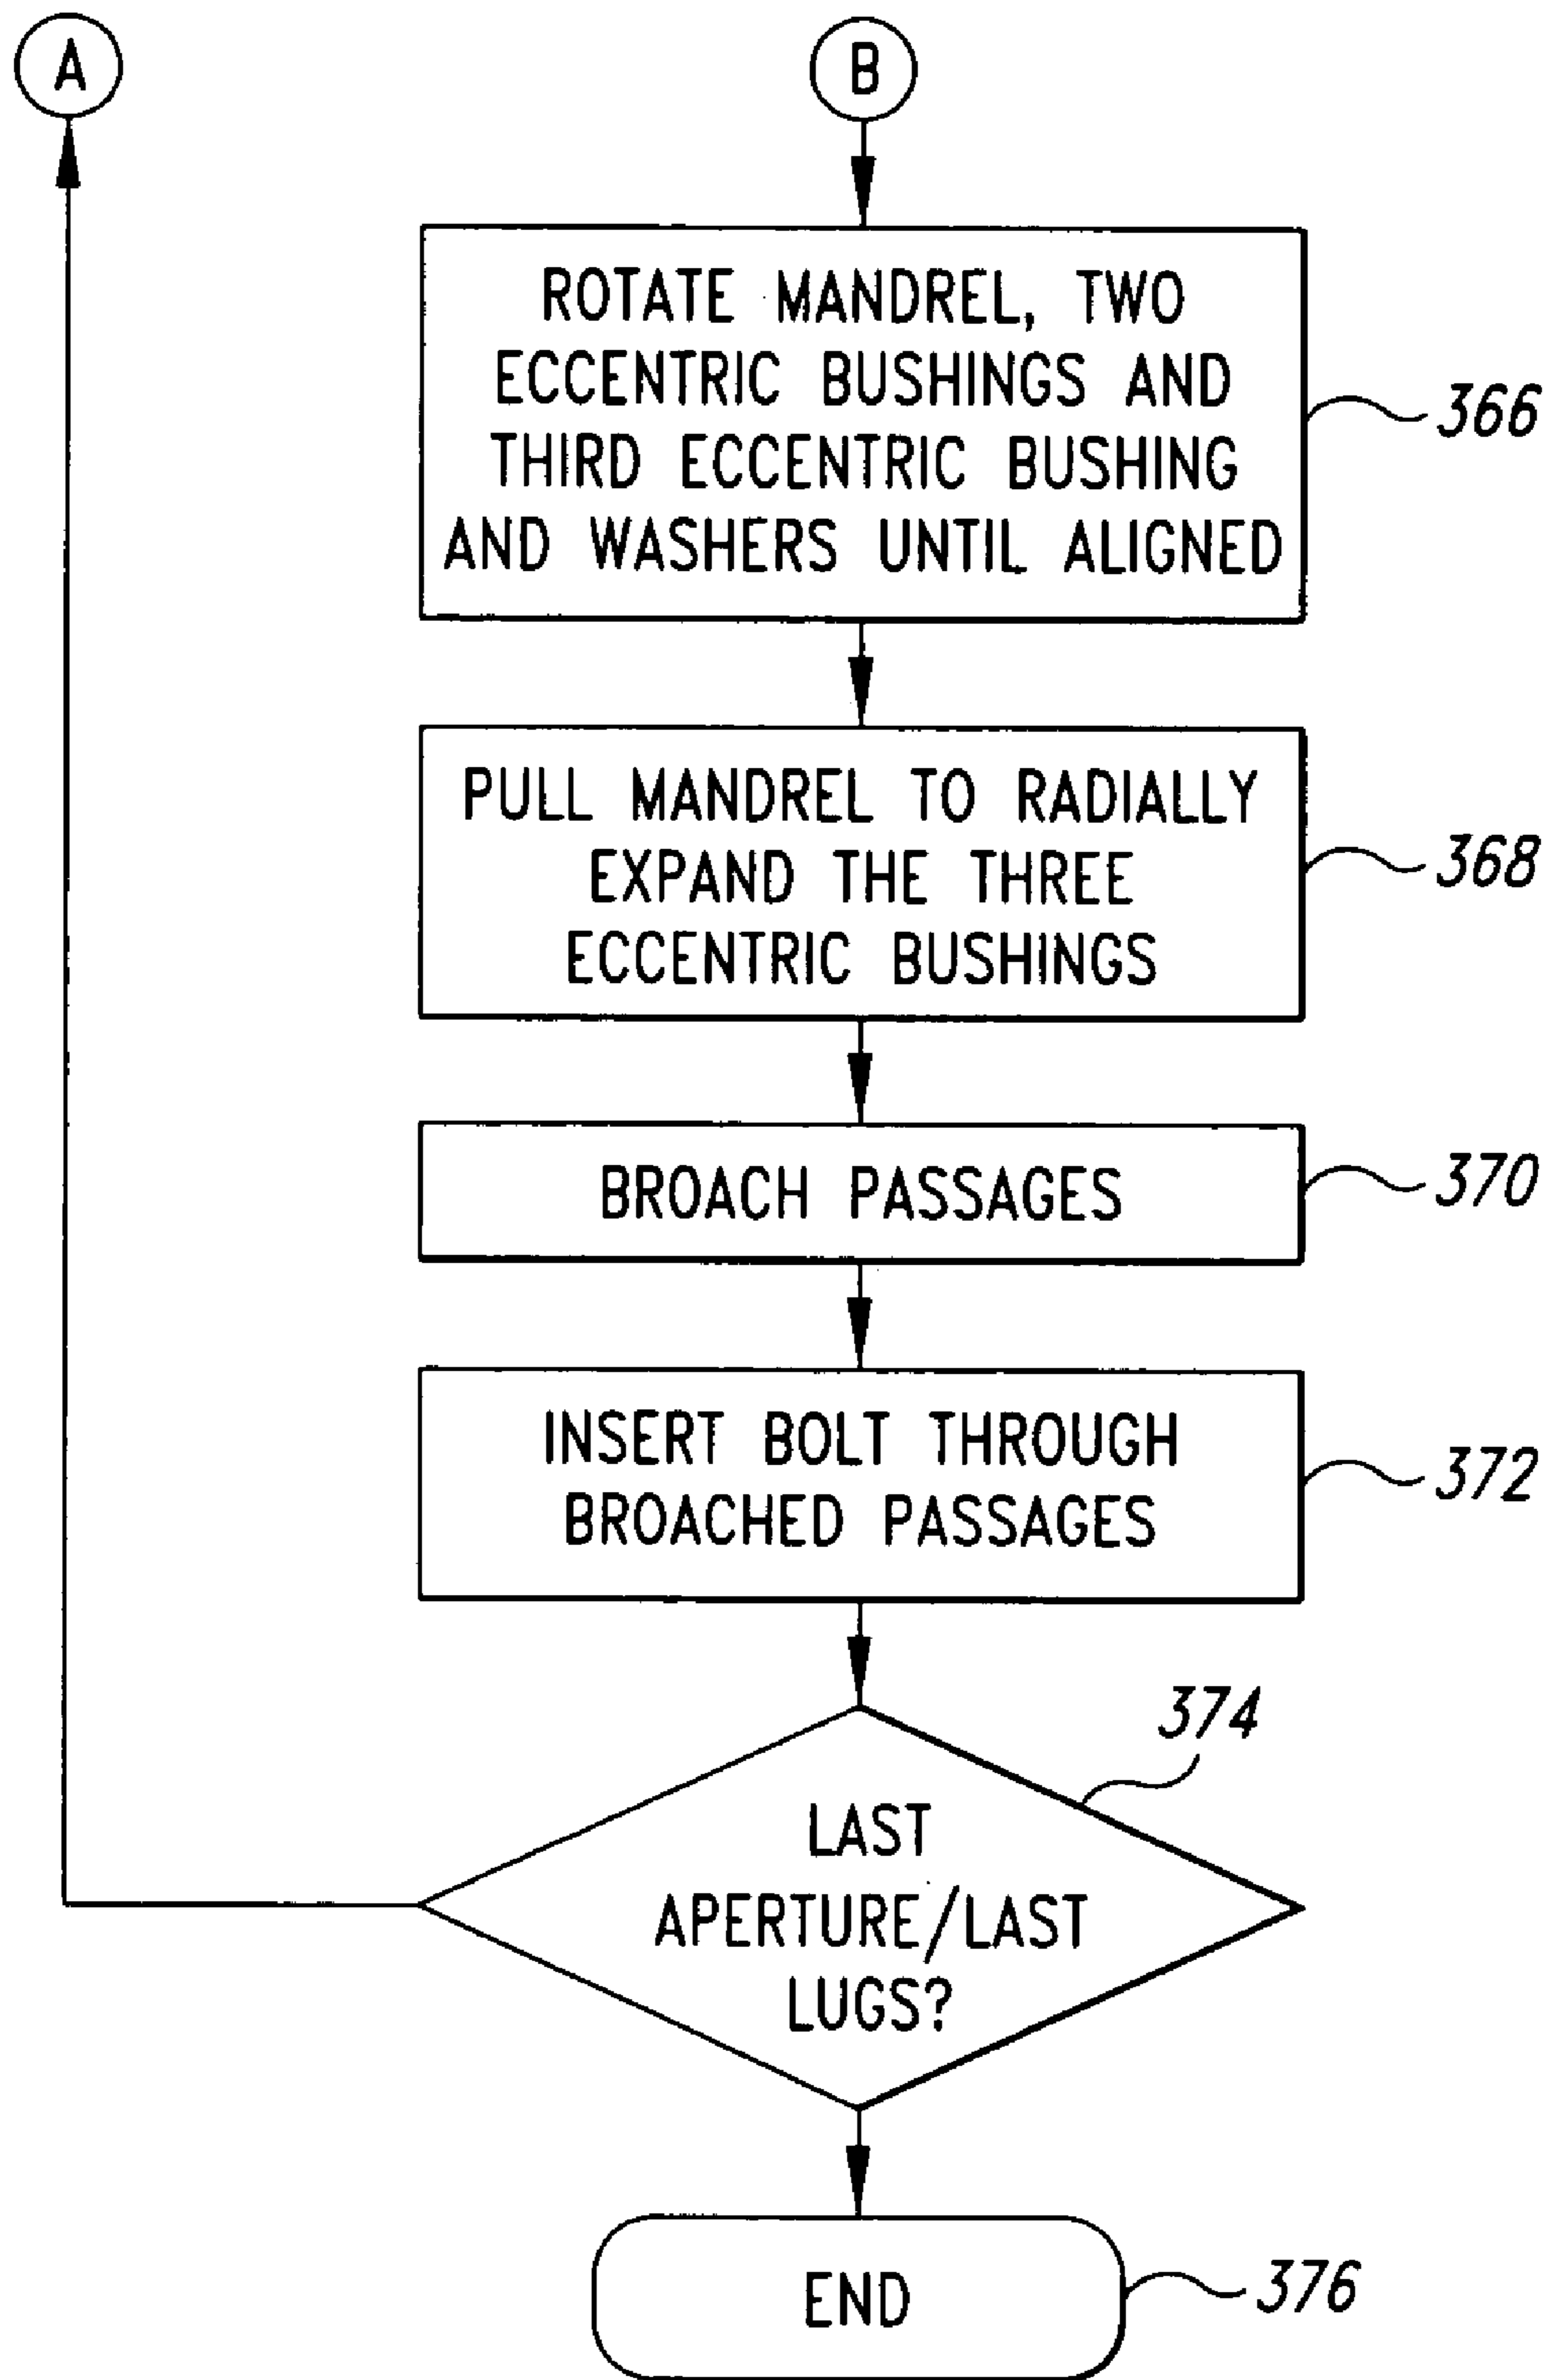 A
B
ROTATE MANDREL, TWO
ECCENTRIC BUSHINGS AND
THIRD ECCENTRIC BUSHING
AND WASHERS UNTIL ALIGNED
366
PULL MANDREL TO RADIALLY
EXPAND THE THREE
ECCENTRIC BUSHINGS
368
BROACH PASSAGES
370
INSERT BOLT THROUGH
BROACHED PASSAGES
372
374
LAST
APERTURE/LAST
LUGS?
END
376